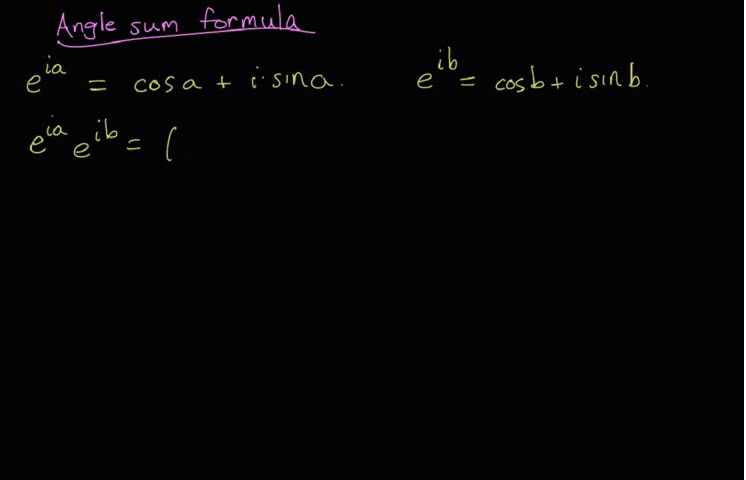 Angle sum formula
e^{ia} = cos a + i·sin a.    e^{ib} = cos b + i sin b.
e^{ia} e^{ib} = (